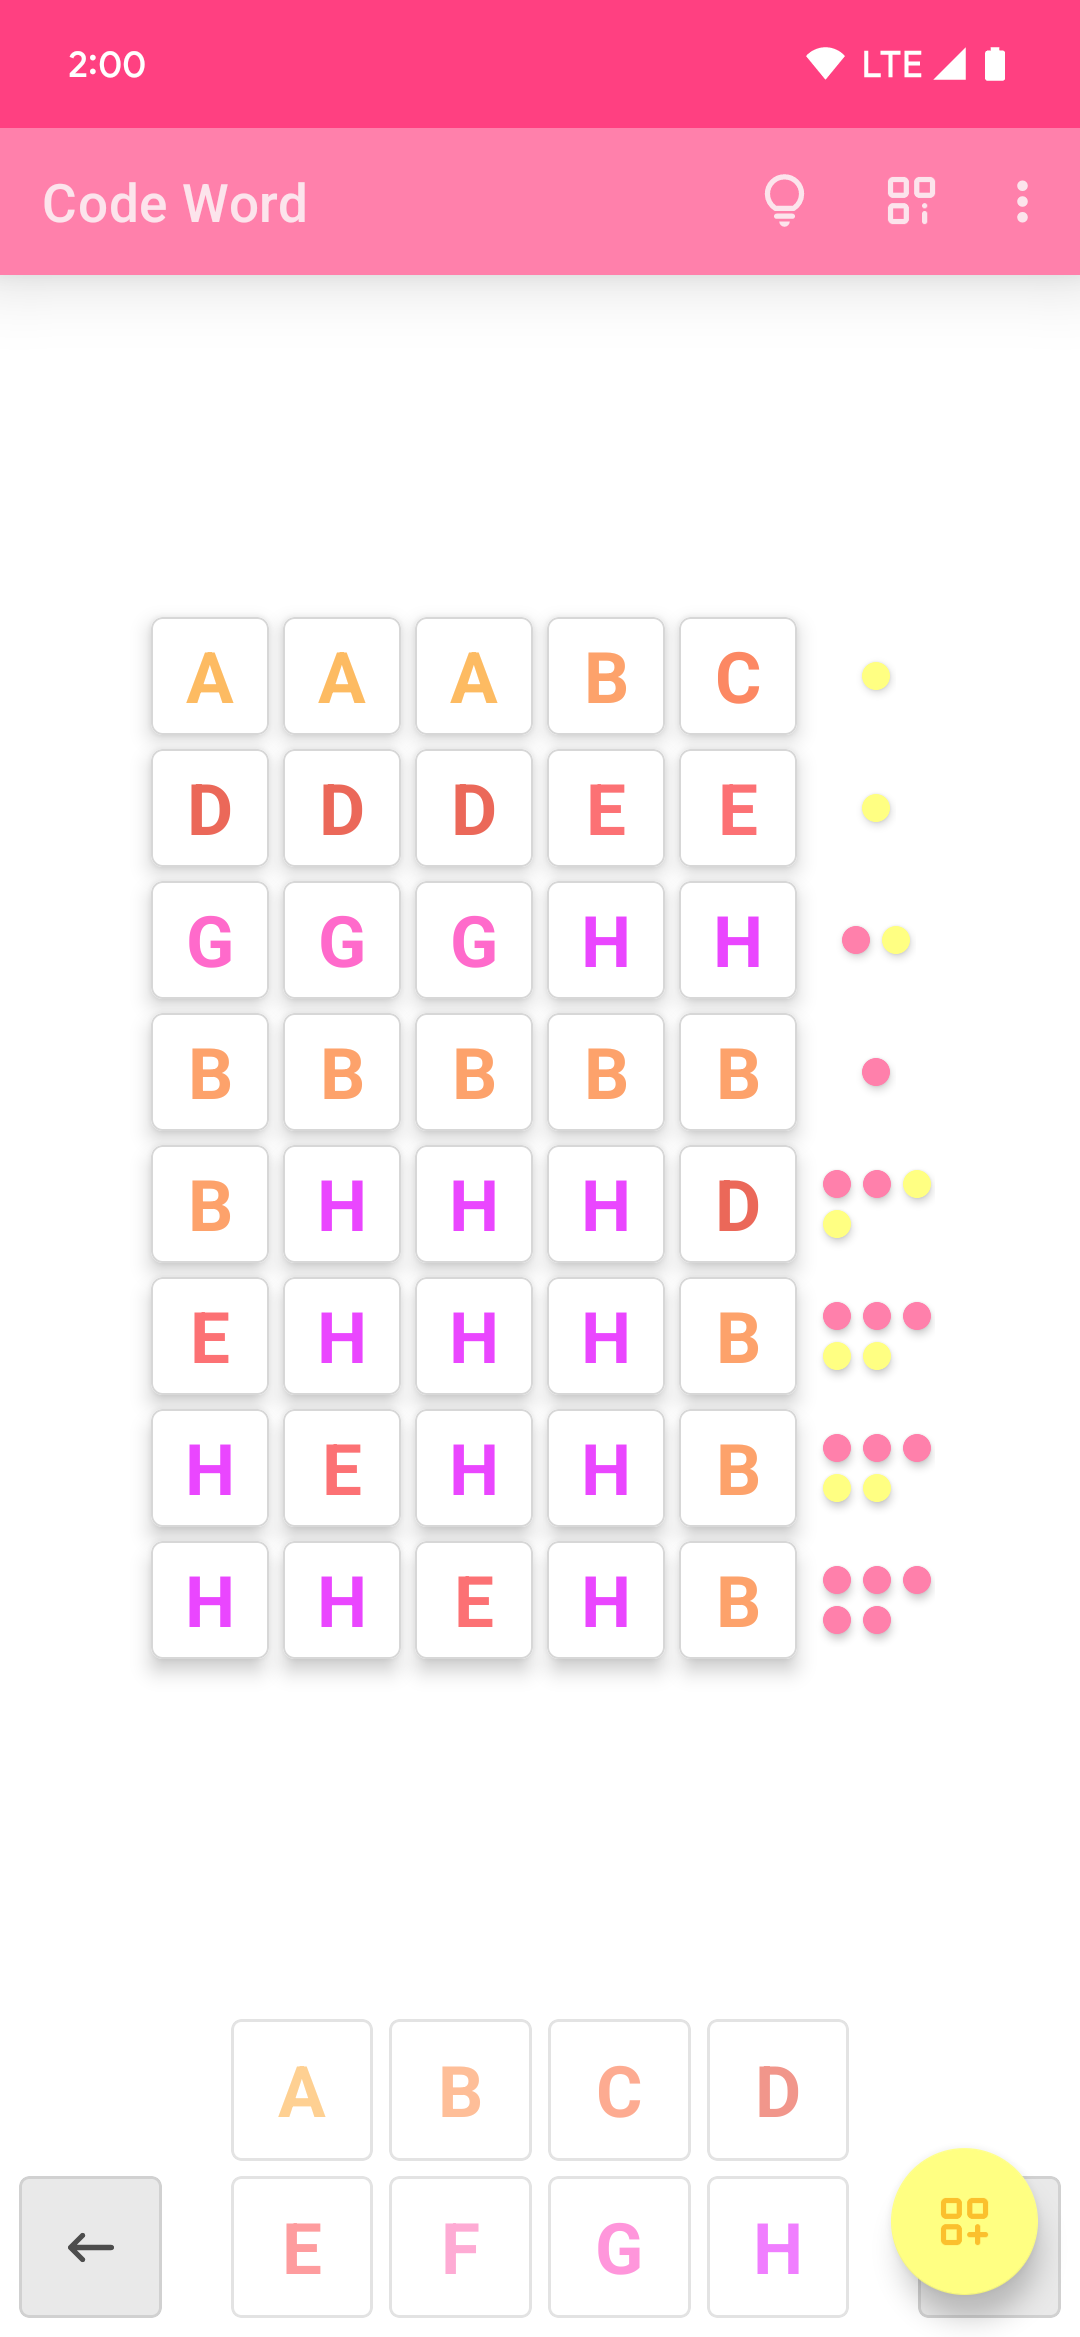 2:00 LTE
Code Word
A A A B C
D D D E E
G G G H H
B B B B B
B H H H D
E H H H B
H E H H B
H H E H B
A B C D
E F G H